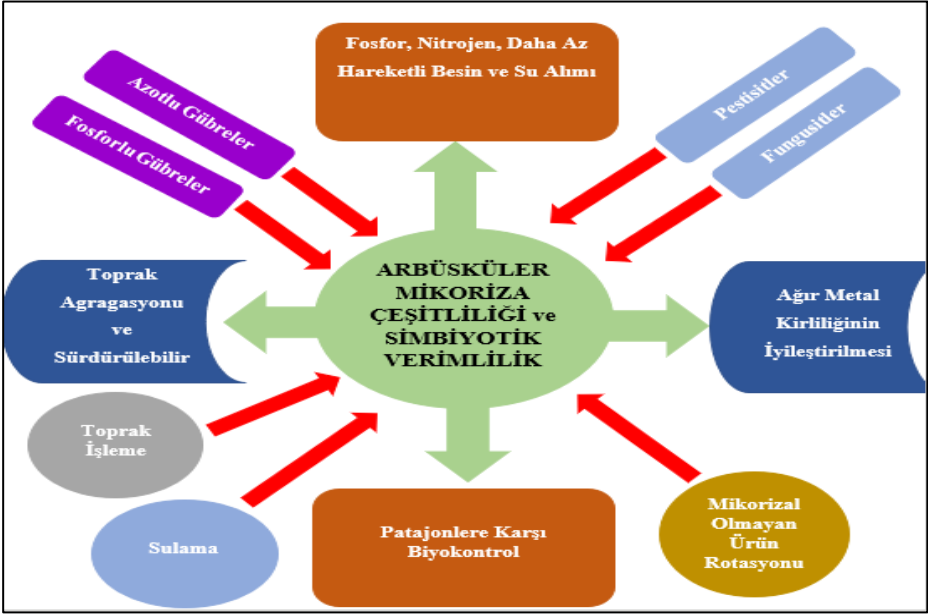 Fosfor, Nitrojen, Daha Az
Hareketli Besin ve Su Alımı
Azotlu Gübreler
Fosforlu Gübreler
Pestisitler
Fungusitler
Toprak
Agragasyonu
ve
Sürdürülebilir
ARBÜSKÜLER
MİKORİZA
ÇEŞİTLİLİĞİ ve
SİMBİYOTİK
VERİMLİLİK
Ağır Metal
Kirliliğinin
İyileştirilmesi
Toprak
İşleme
Sulama
Patajonlere Karşı
Biyokontrol
Mikorizal
Olmayan
Ürün
Rotasyonu